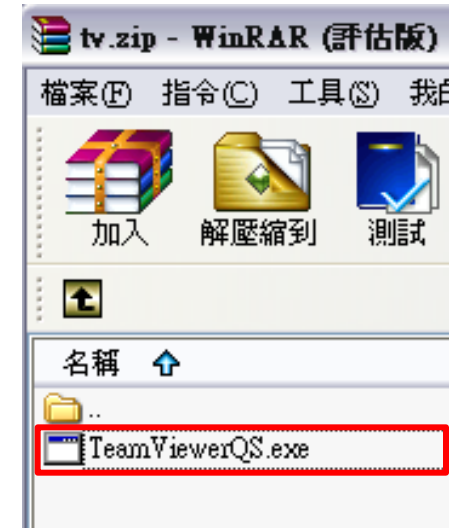 tv.zip - WinRAR (評估版)
檔案(F) 指令(C) 工具(S) 我的
加入 解壓縮到 測試
名稱
..
TeamViewerQS.exe